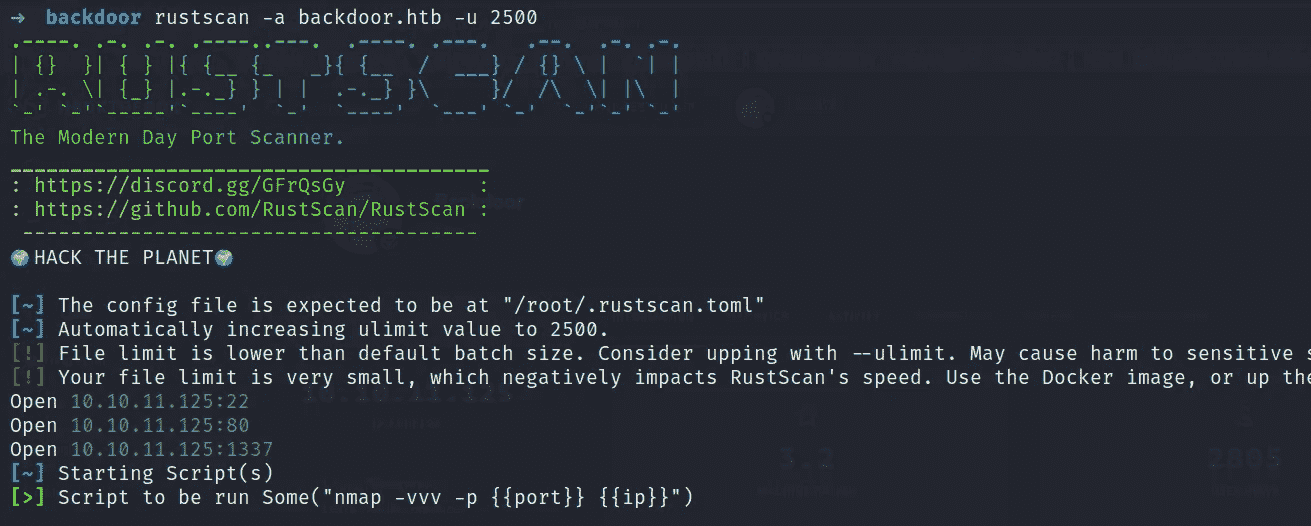 → backdoor rustscan -a backdoor.htb -u 2500
.----. .-. .-. .----..---.  .----. .---.   .--.  .-. .-.
| {}  }| { } |{ {__ {_   _}{ {__  /  ___} / {} \ |  `| |
| .-. \| {_} |.-._} } | |  .-._} }\     }/  /\  \| |\  |
`-' `-'`-----'`----'  `-'  `----'  `---' `-'  `-'`-' `-'
The Modern Day Port Scanner.
: https://discord.gg/GFrQsGy :
: https://github.com/RustScan/RustScan :
🌍HACK THE PLANET🌍
[~] The config file is expected to be at "/root/.rustscan.toml"
[~] Automatically increasing ulimit value to 2500.
[!] File limit is lower than default batch size. Consider upping with --ulimit. May cause harm to sensitive s
[!] Your file limit is very small, which negatively impacts RustScan's speed. Use the Docker image, or up the
Open 10.10.11.125:22
Open 10.10.11.125:80
Open 10.10.11.125:1337
[~] Starting Script(s)
[>] Script to be run Some("nmap -vvv -p {{port}} {{ip}}")